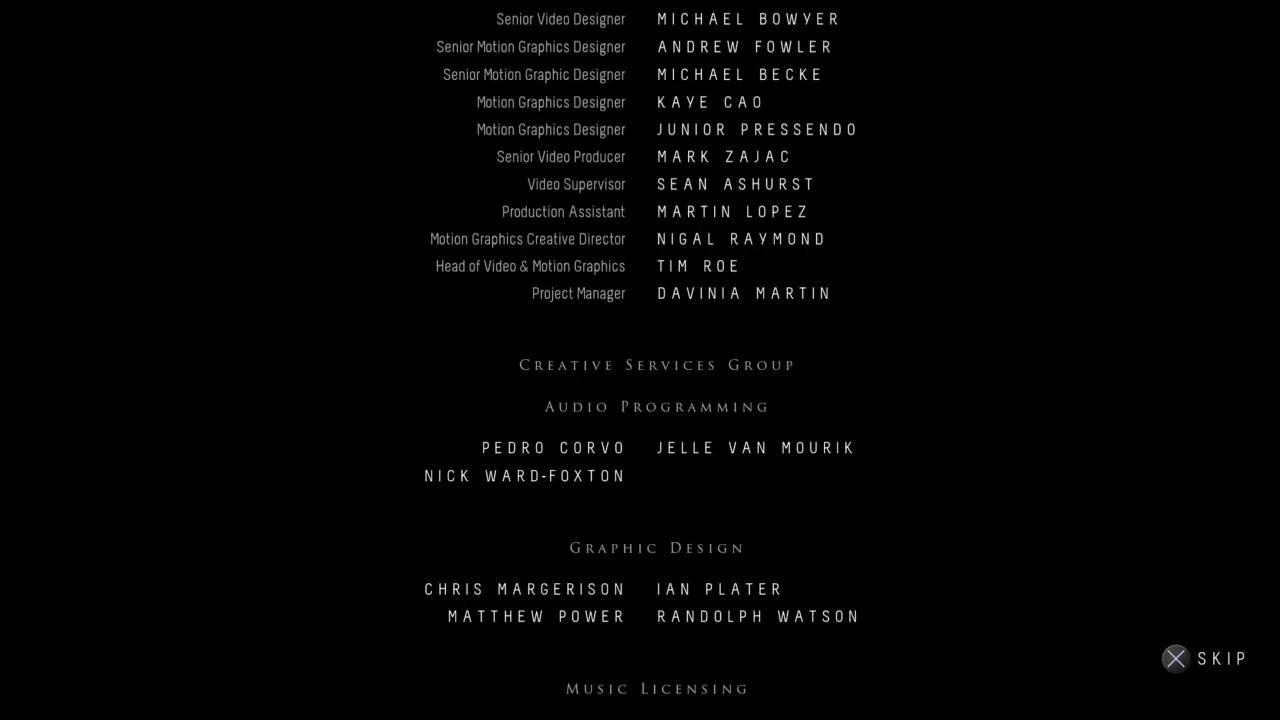 Senior Video Designer MICHAEL BOWYER
Senior Motion Graphics Designer ANDREW FOWLER
Senior Motion Graphic Designer MICHAEL BECKE
Motion Graphics Designer KAYE CAO
Motion Graphics Designer JUNIOR PRESSENDO
Senior Video Producer MARK ZAJAC
Video Supervisor SEAN ASHURST
Production Assistant MARTIN LOPEZ
Motion Graphics Creative Director NIGAL RAYMOND
Head of Video & Motion Graphics TIM ROE
Project Manager DAVINIA MARTIN
CREATIVE SERVICES GROUP
AUDIO PROGRAMMING
PEDRO CORVO JELLE VAN MOURIK
NICK WARD-FOXTON
GRAPHIC DESIGN
CHRIS MARGERISON IAN PLATER
MATTHEW POWER RANDOLPH WATSON
SKIP
MUSIC LICENSING